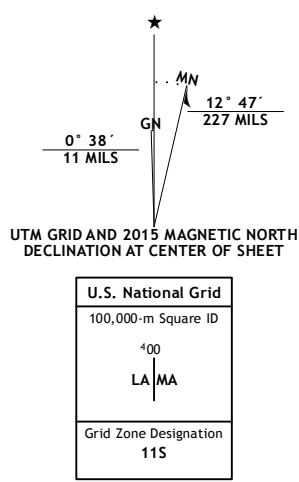 ★
MN
12° 47´
227 MILS
GN
0° 38´
11 MILS
UTM GRID AND 2015 MAGNETIC NORTH
DECLINATION AT CENTER OF SHEET
U.S. National Grid
100,000-m Square ID
⁴00
LA MA
Grid Zone Designation
11S